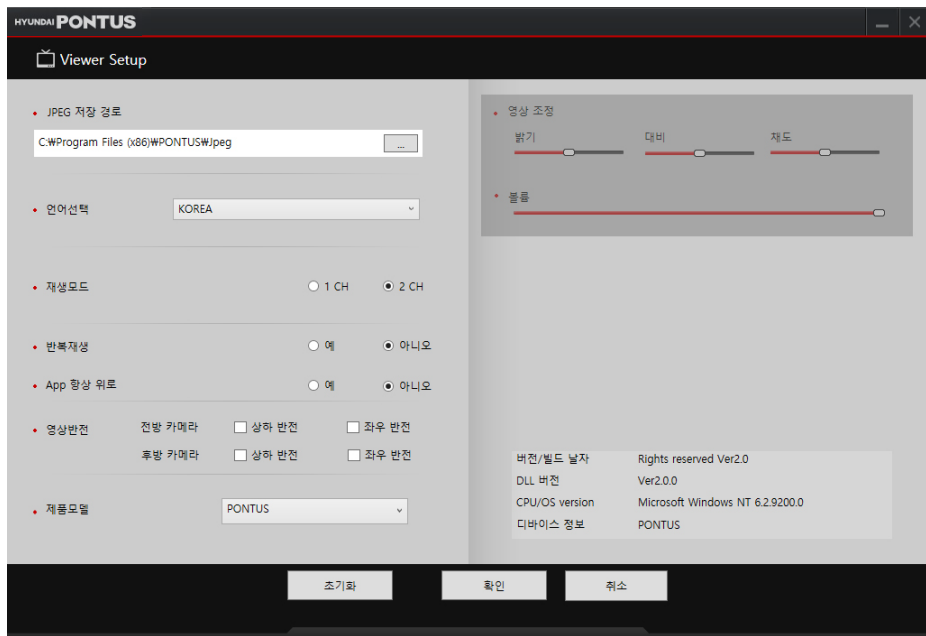 HYUNDAI PONTUS
Viewer Setup
JPEG 저장 경로
C:₩Program Files (x86)₩PONTUS₩Jpeg
...
언어선택 KOREA
재생모드 1 CH 2 CH
반복재생 예 아니오
App 항상 위로 예 아니오
영상반전 전방 카메라 상하 반전 좌우 반전
후방 카메라 상하 반전 좌우 반전
제품모델 PONTUS
영상 조정
밝기 대비 채도
볼륨
버전/빌드 날자 Rights reserved Ver2.0
DLL 버전 Ver2.0.0
CPU/OS version Microsoft Windows NT 6.2.9200.0
디바이스 정보 PONTUS
초기화 확인 취소